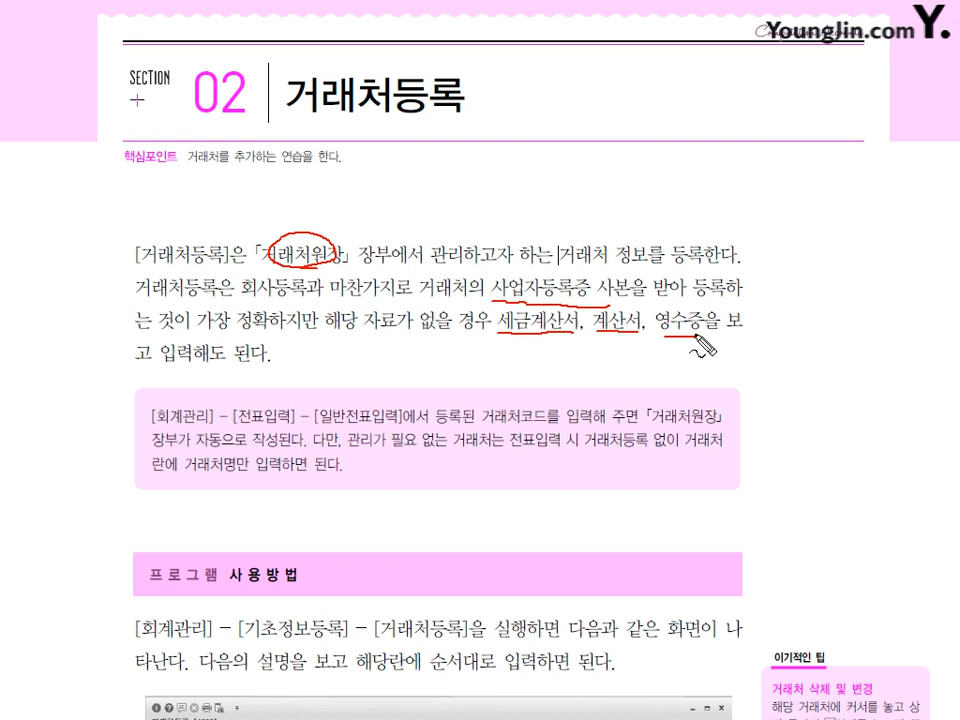 Younglin.com Y.
SECTION
02
거래처등록
핵심포인트 거래처를 추가하는 연습을 한다.
[거래처등록]은 「거래처원장」 장부에서 관리하고자 하는 거래처 정보를 등록한다.
거래처등록은 회사등록과 마찬가지로 거래처의 사업자등록증 사본을 받아 등록하
는 것이 가장 정확하지만 해당 자료가 없을 경우 세금계산서, 계산서, 영수증을 보
고 입력해도 된다.
[회계관리] – [전표입력] – [일반전표입력]에서 등록된 거래처코드를 입력해 주면 「거래처원장」
장부가 자동으로 작성된다. 다만, 관리가 필요 없는 거래처는 전표입력 시 거래처등록 없이 거래처
란에 거래처명만 입력하면 된다.
프로그램 사용방법
[회계관리] – [기초정보등록] – [거래처등록]을 실행하면 다음과 같은 화면이 나
타난다. 다음의 설명을 보고 해당란에 순서대로 입력하면 된다.
이기적인 팁
거래처 삭제 및 변경
해당 거래처에 커서를 놓고 상